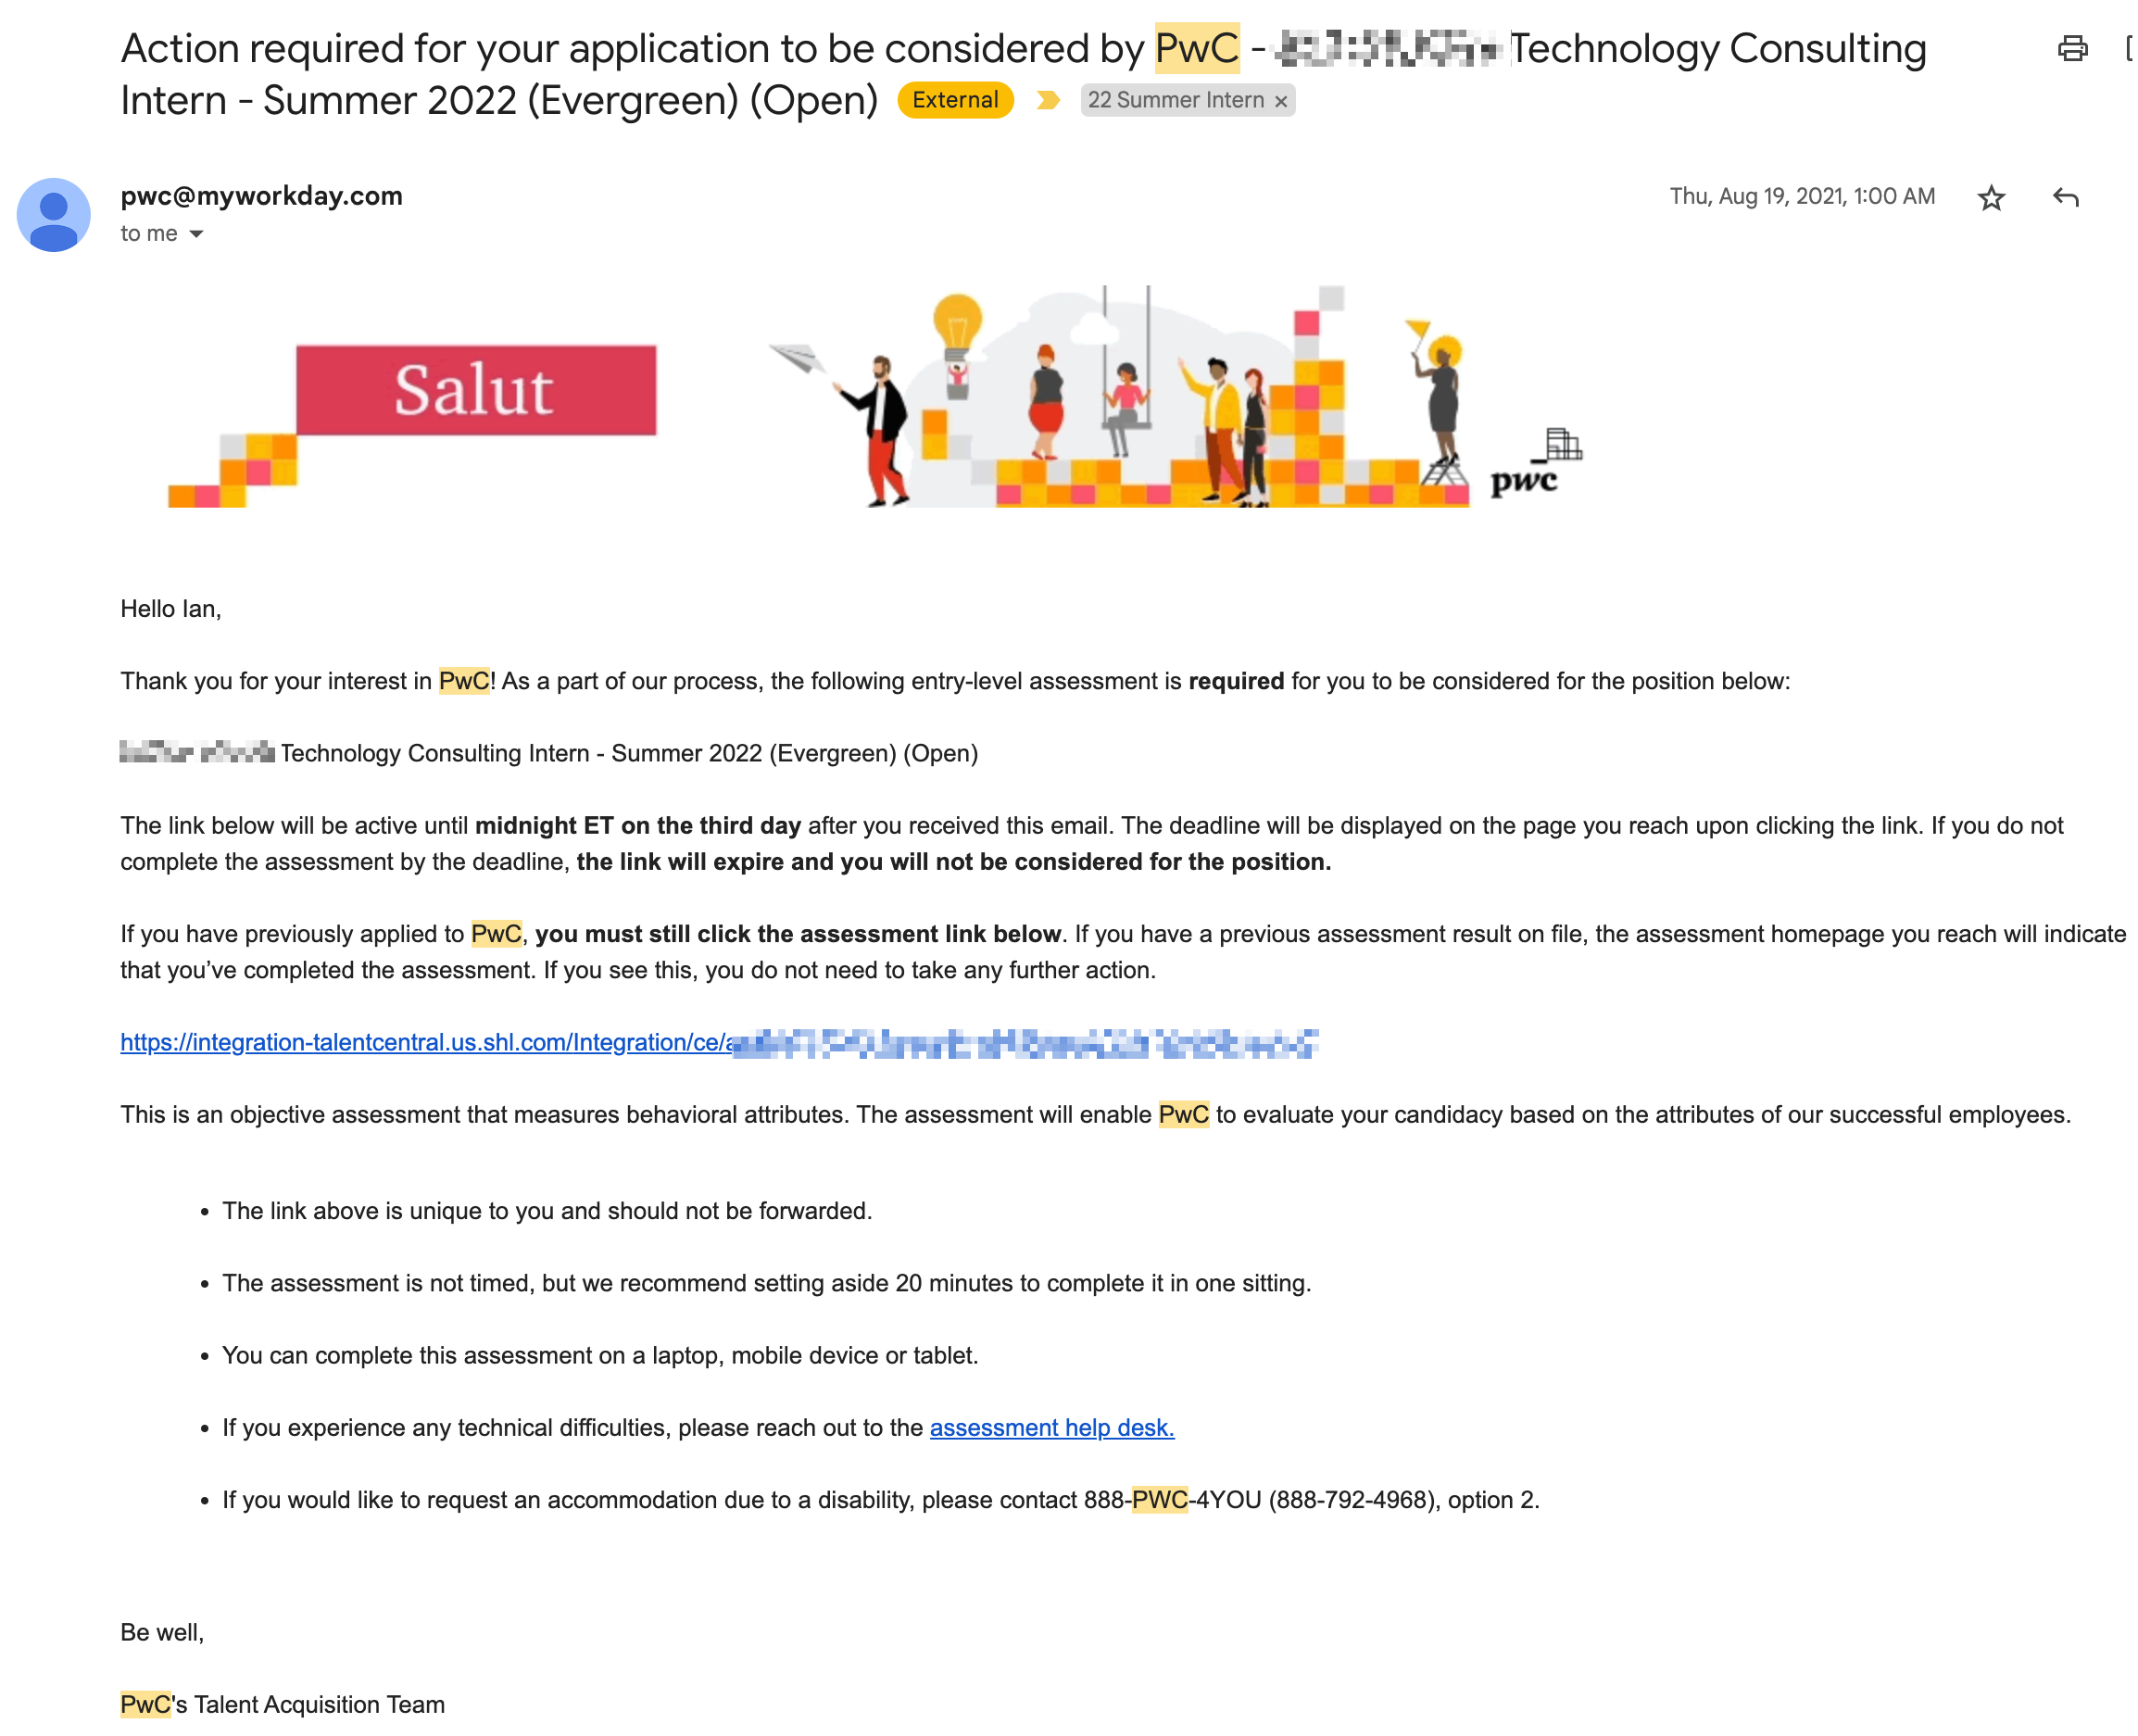 Action required for your application to be considered by PwC - Technology Consulting
Intern - Summer 2022 (Evergreen) (Open) External 22 Summer Intern ×
pwc@myworkday.com Thu, Aug 19, 2021, 1:00 AM
to me
Salut
pwc
Hello Ian,
Thank you for your interest in PwC! As a part of our process, the following entry-level assessment is required for you to be considered for the position below:
Technology Consulting Intern - Summer 2022 (Evergreen) (Open)
The link below will be active until midnight ET on the third day after you received this email. The deadline will be displayed on the page you reach upon clicking the link. If you do not
complete the assessment by the deadline, the link will expire and you will not be considered for the position.
If you have previously applied to PwC, you must still click the assessment link below. If you have a previous assessment result on file, the assessment homepage you reach will indicate
that you’ve completed the assessment. If you see this, you do not need to take any further action.
https://integration-talentcentral.us.shl.com/Integration/ce/
This is an objective assessment that measures behavioral attributes. The assessment will enable PwC to evaluate your candidacy based on the attributes of our successful employees.
• The link above is unique to you and should not be forwarded.
• The assessment is not timed, but we recommend setting aside 20 minutes to complete it in one sitting.
• You can complete this assessment on a laptop, mobile device or tablet.
• If you experience any technical difficulties, please reach out to the assessment help desk.
• If you would like to request an accommodation due to a disability, please contact 888-PWC-4YOU (888-792-4968), option 2.
Be well,
PwC's Talent Acquisition Team